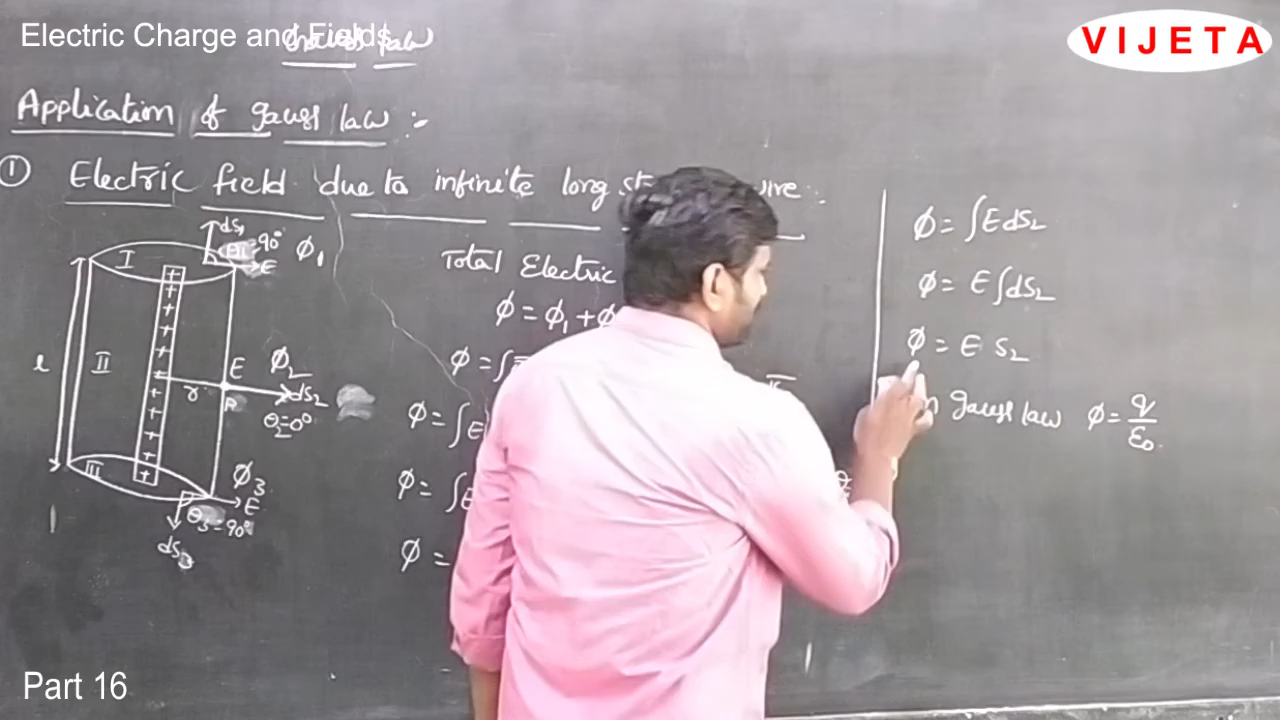 Electric Charge and Fields
VIJETA
Gauss law
Application of gauss law :-
① Electric field due to infinite long wire :
dS₁
θ₁=90° ϕ₁
E
I
II
III
l
r
E ϕ₂
dS₂
θ₂=0°
ϕ₃
E
θ₃=90°
dS₃
Total Electric
ϕ = ϕ₁ + ϕ
ϕ = ∫
ϕ = ∫E
ϕ = ∫E
ϕ =
ϕ = ∫E dS₂
ϕ = E ∫dS₂
ϕ = E S₂
gauss law ϕ = q/ε₀.
Part 16